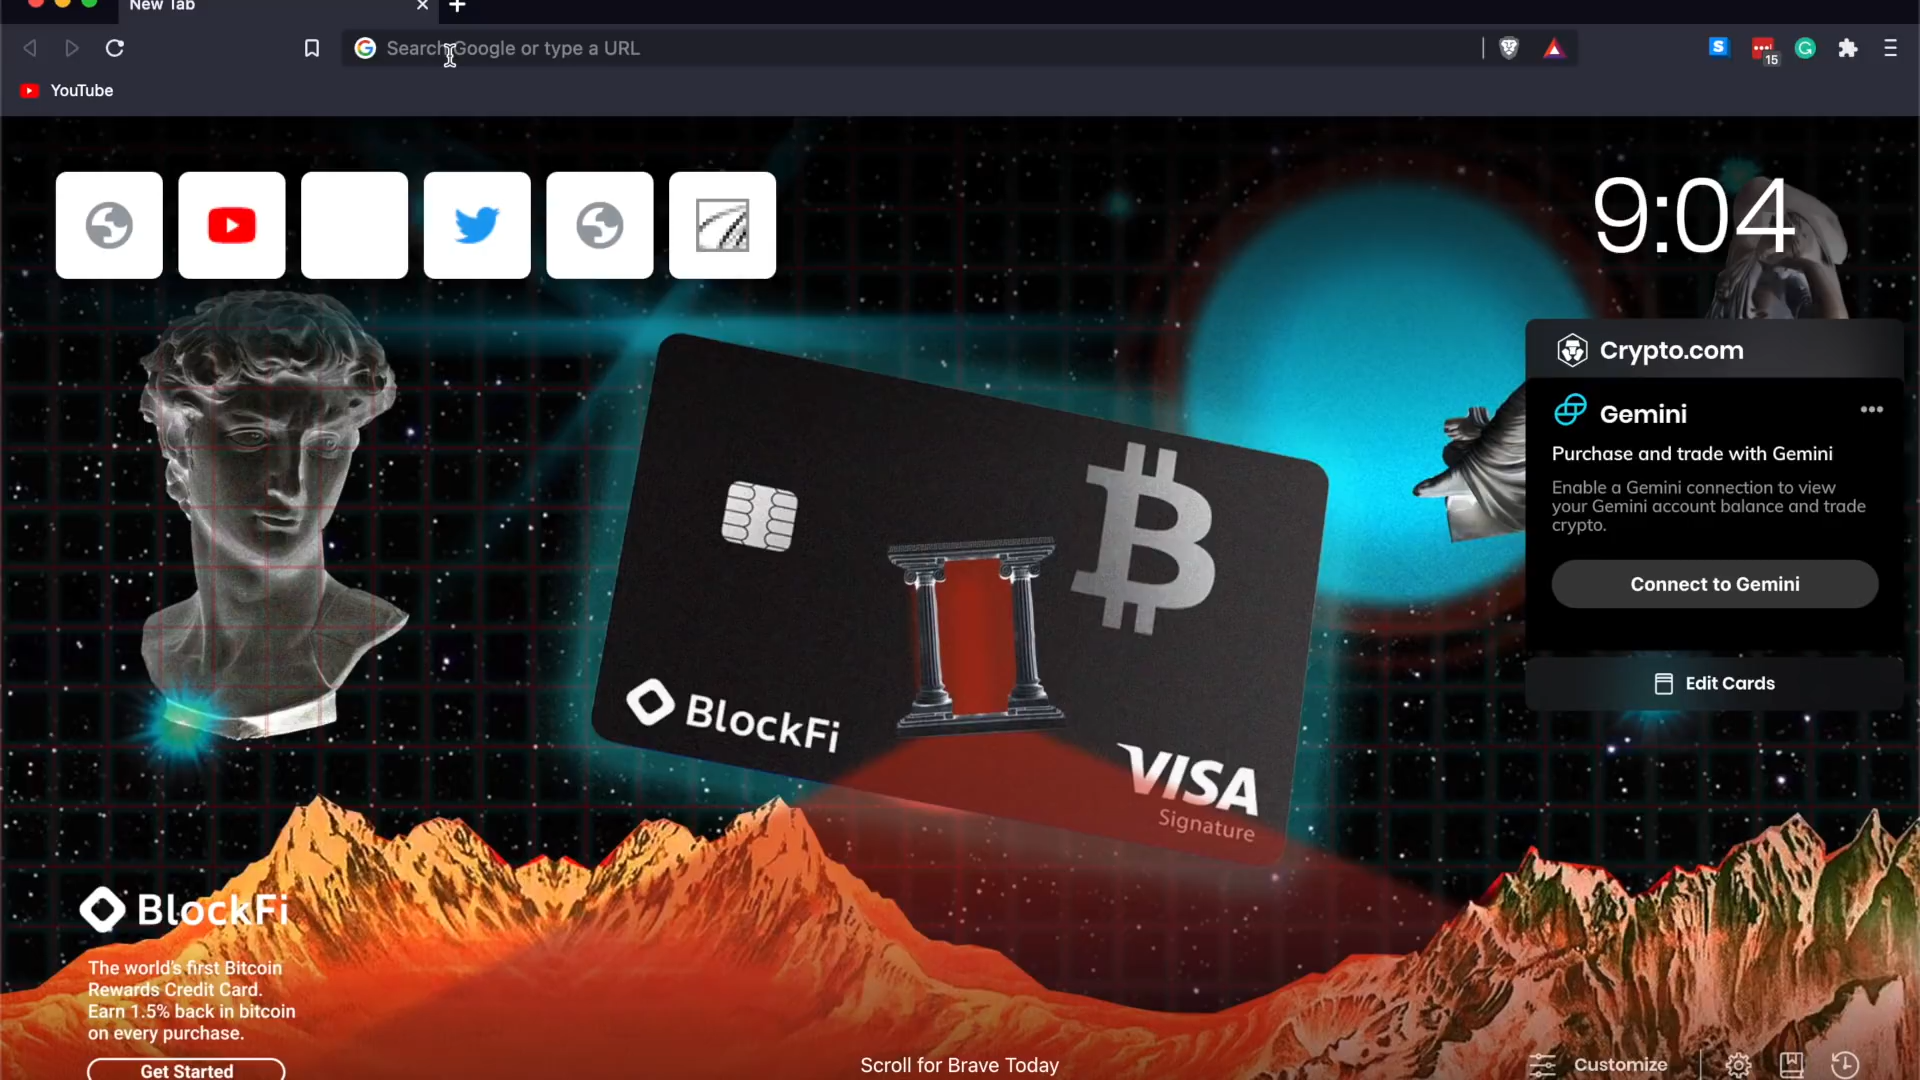 New Tab
Search Google or type a URL
15
YouTube
9:04
Crypto.com
Gemini
Purchase and trade with Gemini
Enable a Gemini connection to view
your Gemini account balance and trade
crypto.
Connect to Gemini
Edit Cards
BlockFi
VISA
Signature
BlockFi
The world's first Bitcoin
Rewards Credit Card.
Earn 1.5% back in bitcoin
on every purchase.
Get Started
Scroll for Brave Today
Customize